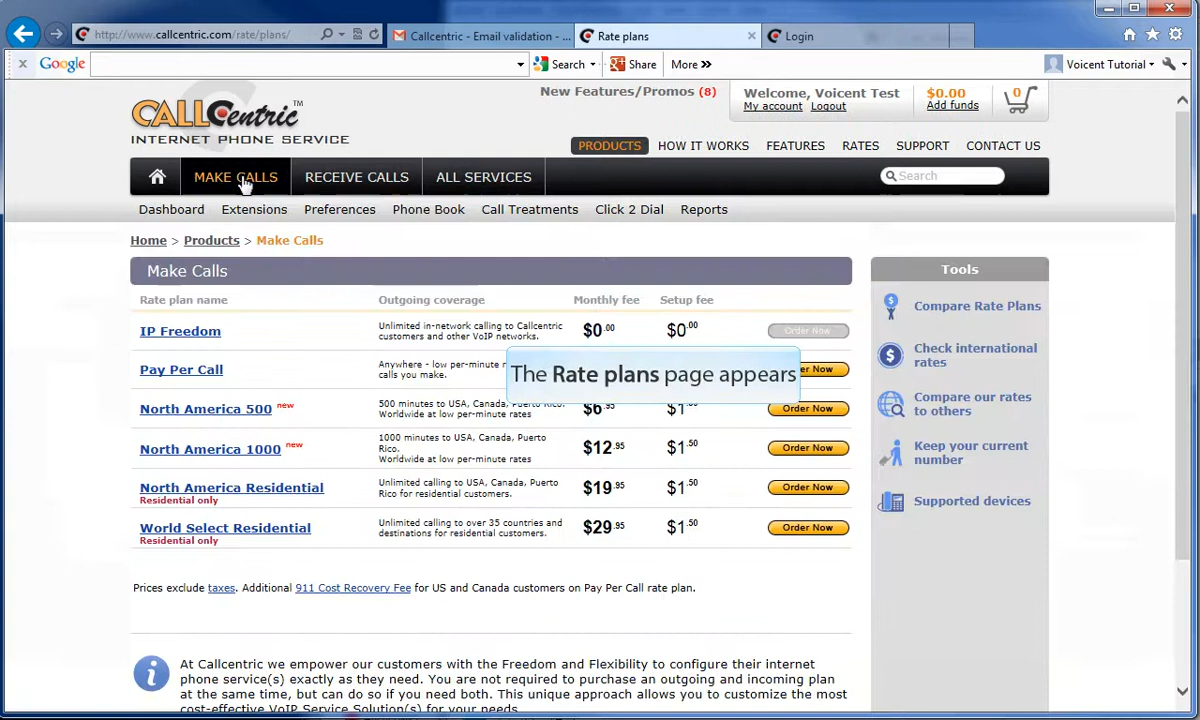 http://www.callcentric.com/rate/plans/
Callcentric - Email validation - ...
Rate plans
Login
Google
Search
Share
More »
Voicent Tutorial
CALLCentric™
INTERNET PHONE SERVICE
New Features/Promos (8)
Welcome, Voicent Test
My account Logout
$0.00
Add funds
0
PRODUCTS HOW IT WORKS FEATURES RATES SUPPORT CONTACT US
MAKE CALLS RECEIVE CALLS ALL SERVICES
Search
Dashboard Extensions Preferences Phone Book Call Treatments Click 2 Dial Reports
Home > Products > Make Calls
Make Calls
Rate plan name Outgoing coverage Monthly fee Setup fee
IP Freedom
Unlimited in-network calling to Callcentric
customers and other VoIP networks.
$0.00 $0.00 Order Now
Pay Per Call
Anywhere - low per-minute
calls you make.
Order Now
The Rate plans page appears
North America 500 new
500 minutes to USA, Canada, Puerto Rico.
Worldwide at low per-minute rates
$6.95 $1.50 Order Now
North America 1000 new
1000 minutes to USA, Canada, Puerto
Rico.
Worldwide at low per-minute rates
$12.95 $1.50 Order Now
North America Residential
Residential only
Unlimited calling to USA, Canada, Puerto
Rico for residential customers.
$19.95 $1.50 Order Now
World Select Residential
Residential only
Unlimited calling to over 35 countries and
destinations for residential customers.
$29.95 $1.50 Order Now
Prices exclude taxes. Additional 911 Cost Recovery Fee for US and Canada customers on Pay Per Call rate plan.
Tools
Compare Rate Plans
Check international
rates
Compare our rates
to others
Keep your current
number
Supported devices
At Callcentric we empower our customers with the Freedom and Flexibility to configure their internet
phone service(s) exactly as they need. You are not required to purchase an outgoing and incoming plan
at the same time, but can do so if you need both. This unique approach allows you to customize the most
cost-effective VoIP Service Solution(s) for your needs.